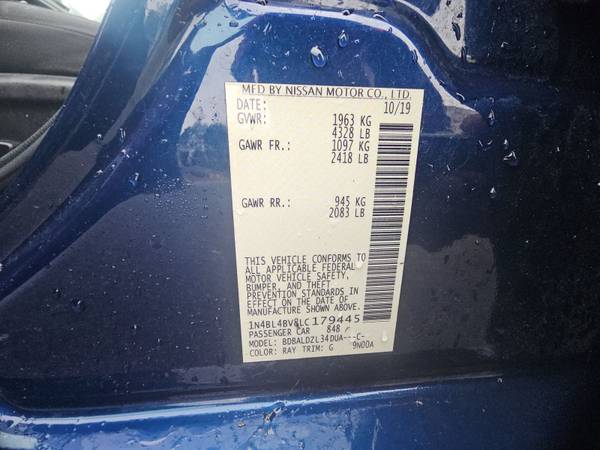 MFD BY NISSAN MOTOR CO., LTD.
DATE: 10/19
GVWR: 1963 KG
4328 LB
GAWR FR.: 1097 KG
2418 LB
GAWR RR.: 945 KG
2083 LB
THIS VEHICLE CONFORMS TO
ALL APPLICABLE FEDERAL
MOTOR VEHICLE SAFETY,
BUMPER, AND THEFT
PREVENTION STANDARDS IN
EFFECT ON THE DATE OF
MANUFACTURE SHOWN ABOVE.
1N4BL4BV8LC179445
PASSENGER CAR 848
MODEL: BDBALDZL34DUA---C-
COLOR: RAY TRIM: G 9N00A